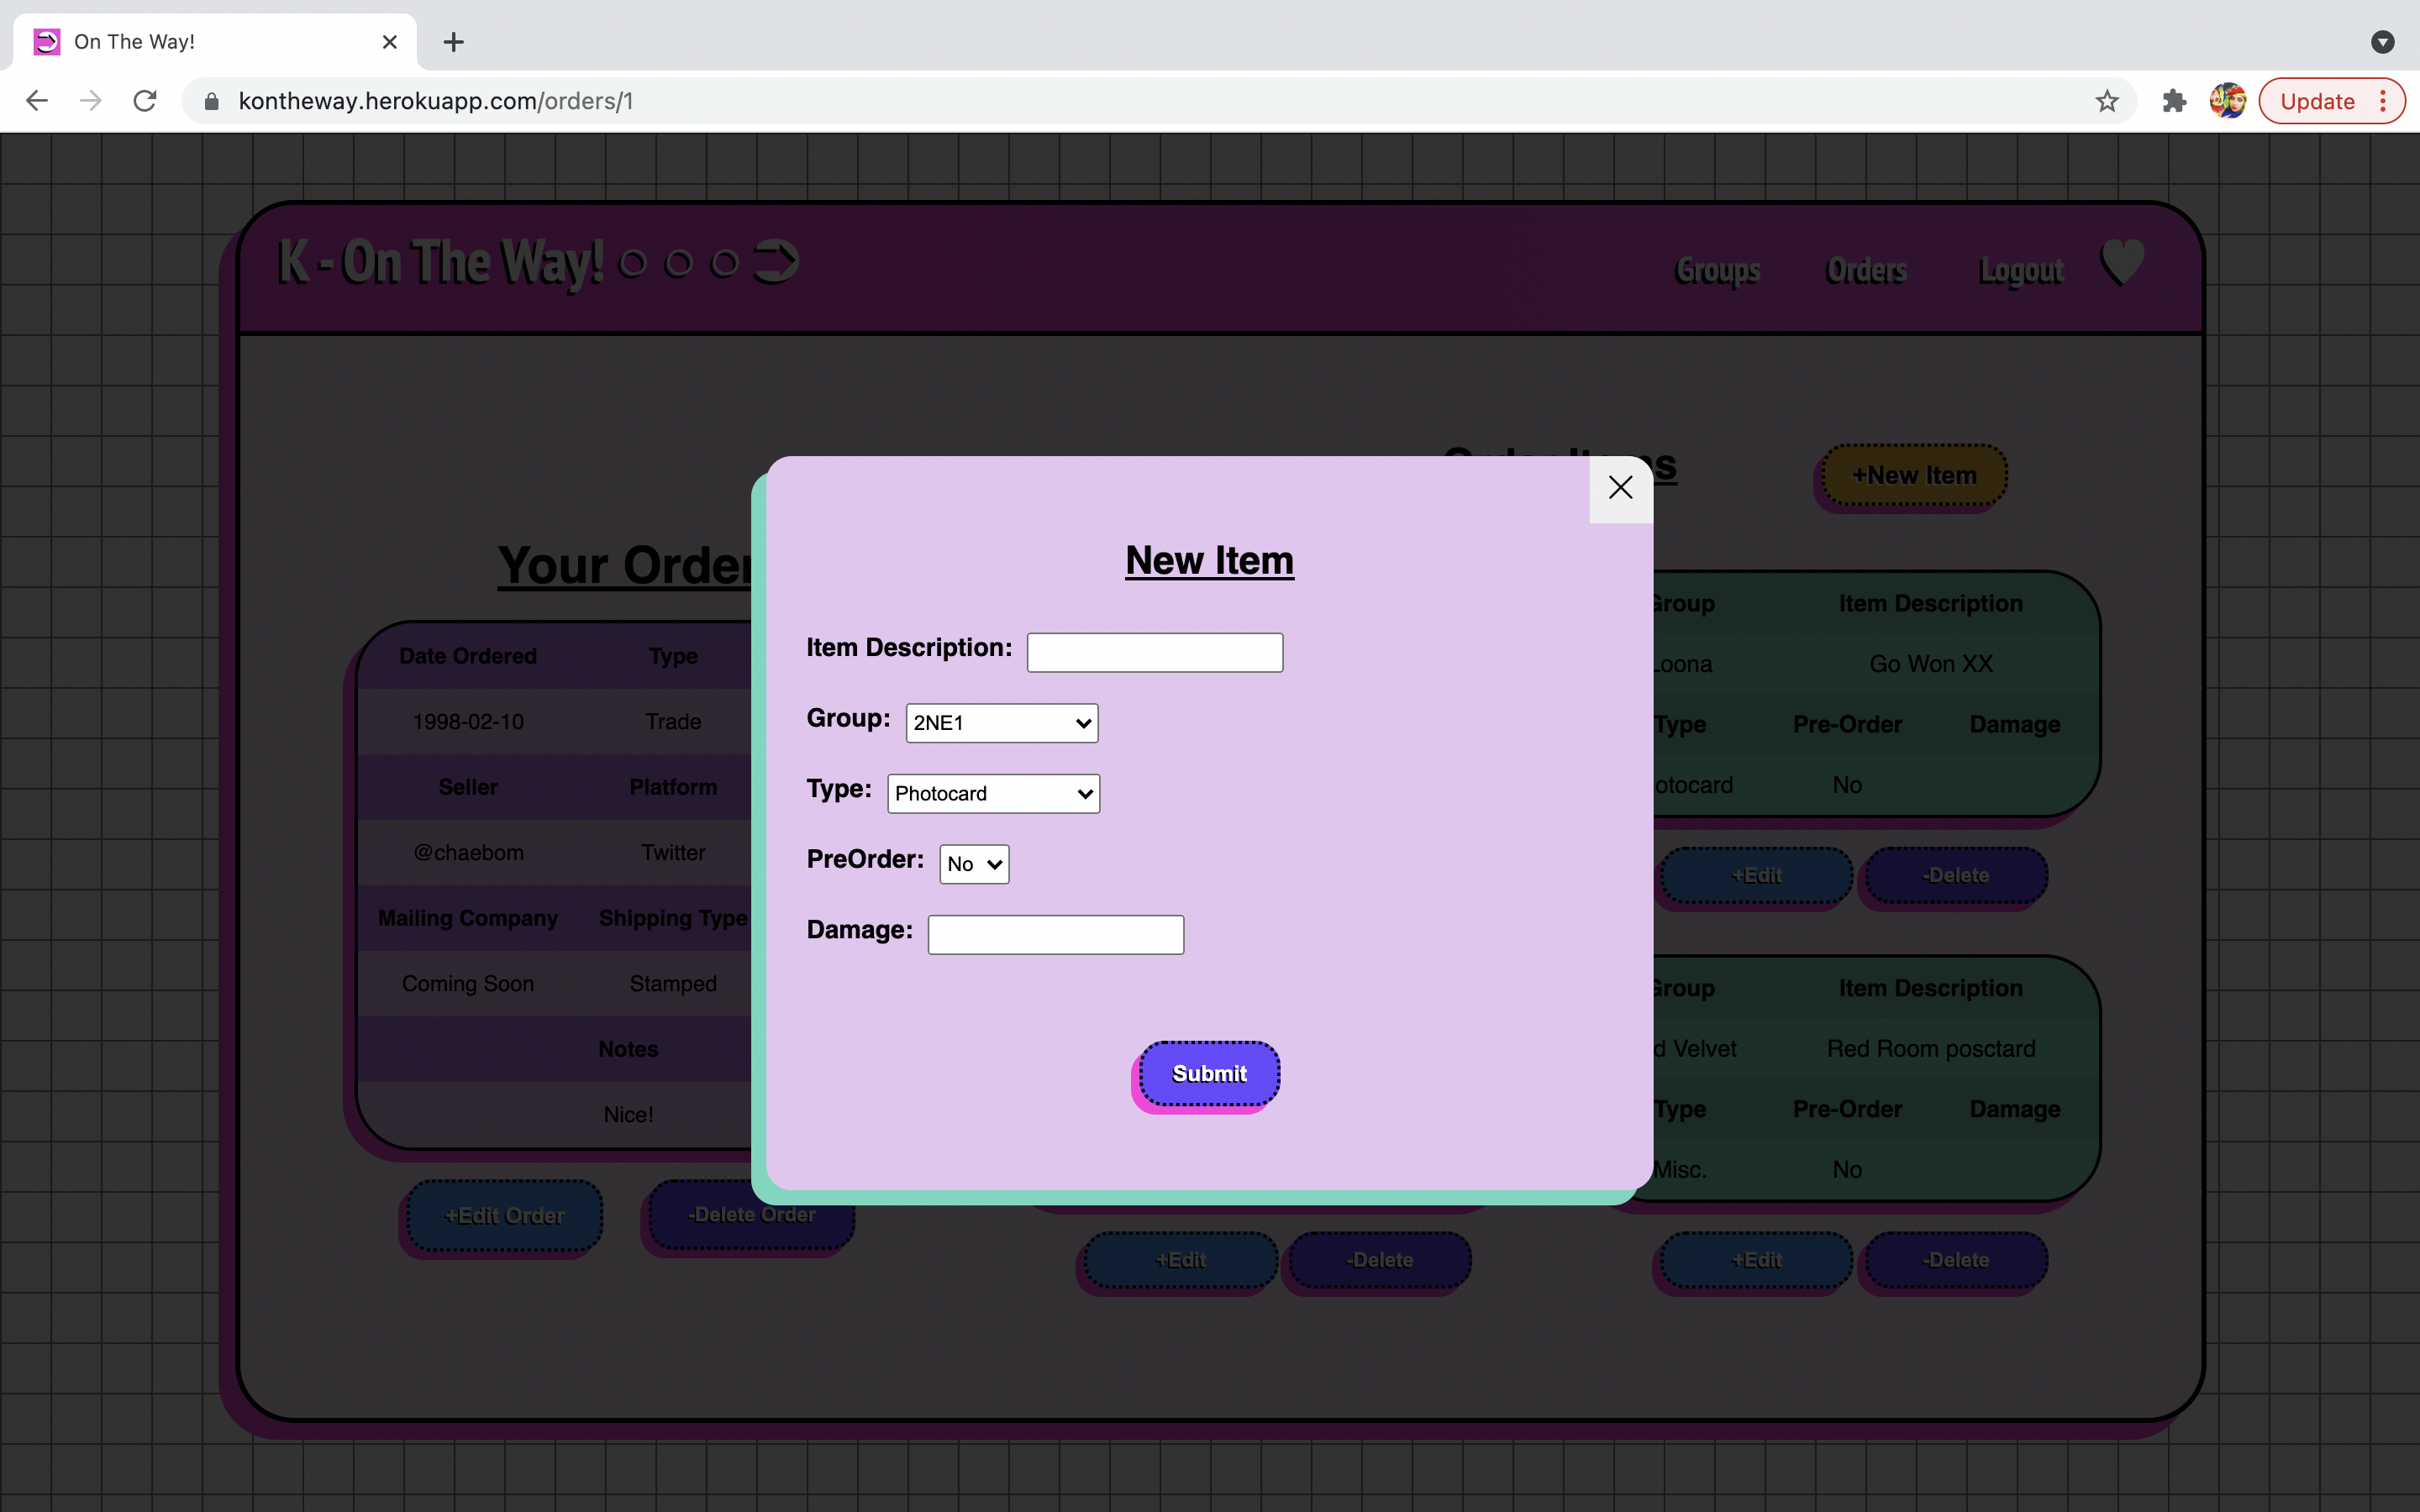 On The Way!
kontheway.herokuapp.com/orders/1
Update
K - On The Way!
Groups
Orders
Logout
+New Item
Your Order
Date Ordered Type
1998-02-10 Trade
Seller Platform
@chaebom Twitter
Mailing Company Shipping Type
Coming Soon Stamped
Notes
Nice!
+Edit Order
-Delete Order
New Item
Item Description:
Group: 2NE1
Type: Photocard
PreOrder: No
Damage:
Submit
Group Item Description
Loona Go Won XX
Type Pre-Order Damage
otocard No
+Edit -Delete
Group Item Description
d Velvet Red Room posctard
Type Pre-Order Damage
Misc. No
+Edit -Delete
+Edit -Delete